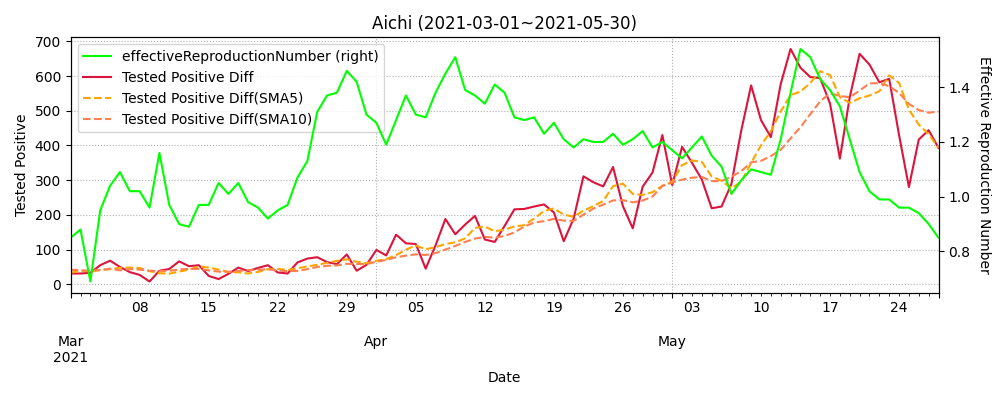 Aichi (2021-03-01~2021-05-30)
effectiveReproductionNumber (right)
Tested Positive Diff
Tested Positive Diff(SMA5)
Tested Positive Diff(SMA10)
Tested Positive
700
600
500
400
300
200
100
0
1.4
1.2
1.0
0.8
Effective Reproduction Number
08 15 22 29 05 12 19 26 03 10 17 24
Mar Apr May
2021
Date